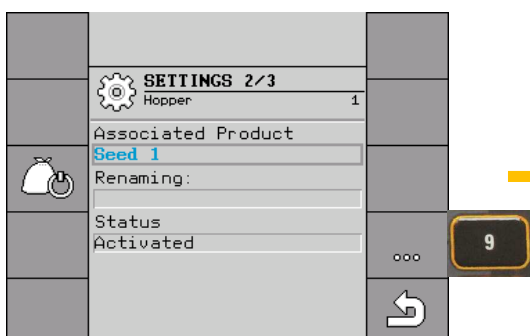 SETTINGS 2/3
Hopper 1
Associated Product
Seed 1
Renaming:
Status
Activated
9